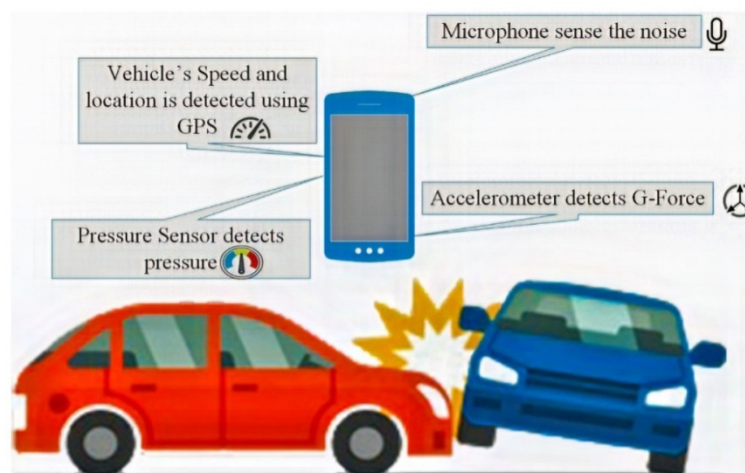 Microphone sense the noise
Vehicle's Speed and
location is detected using
GPS
Accelerometer detects G-Force
Pressure Sensor detects
pressure